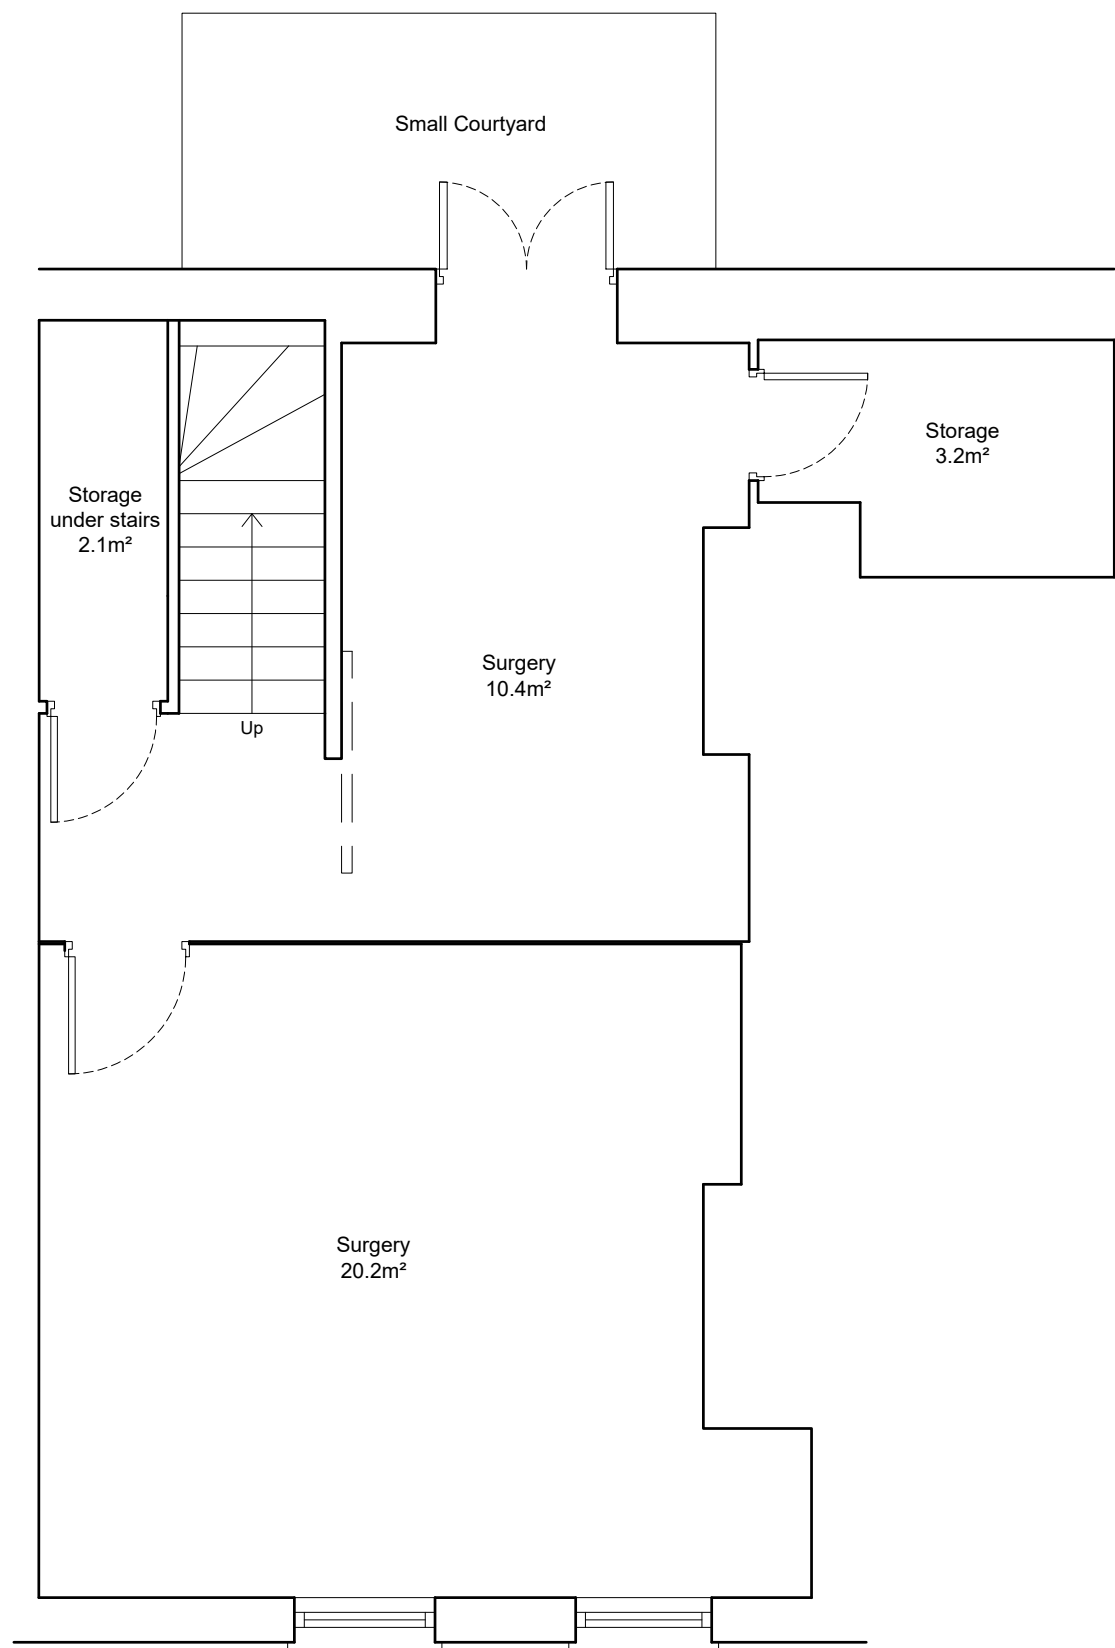 Small Courtyard
Storage
3.2m²
Storage
under stairs
2.1m²
Surgery
10.4m²
Up
Surgery
20.2m²